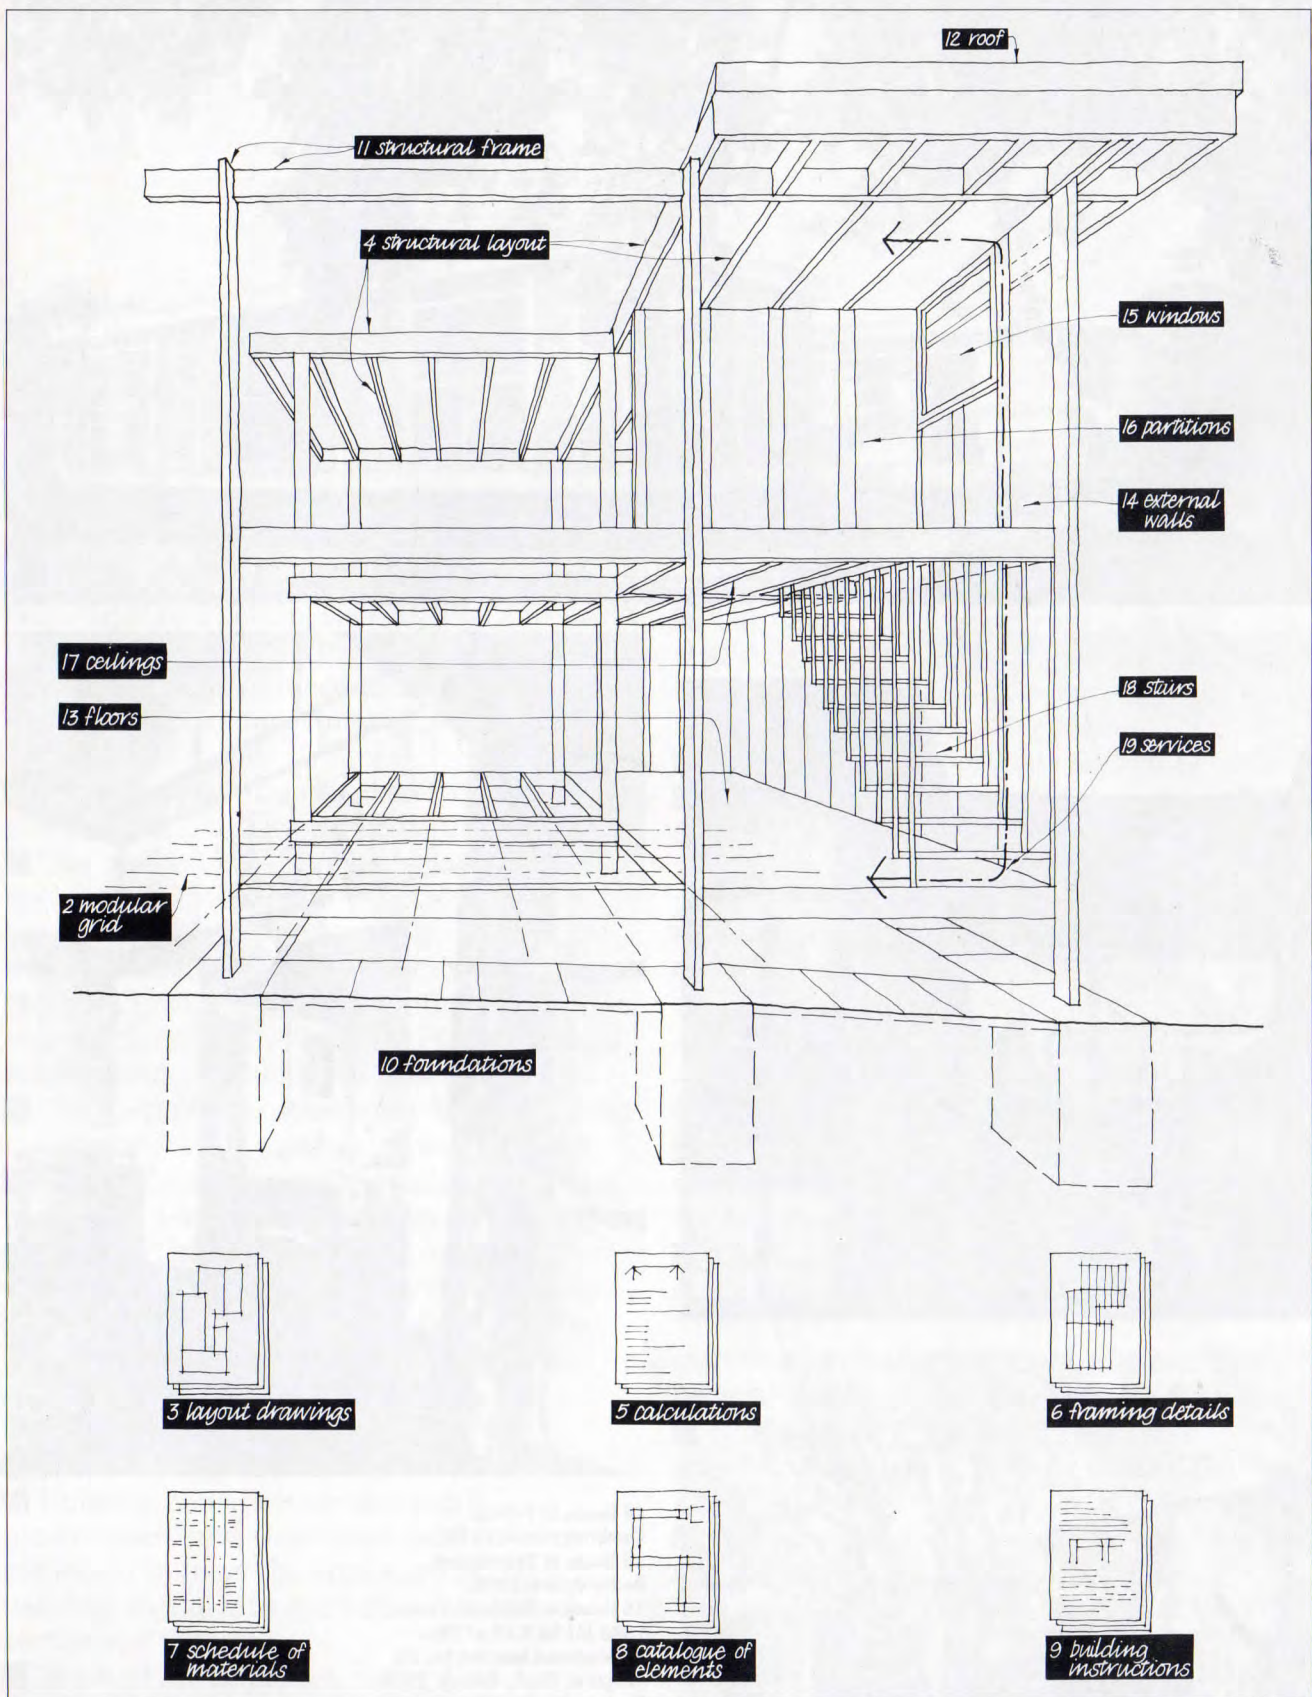 12 roof
11 structural frame
4 structural layout
15 windows
16 partitions
14 external
walls
17 ceilings
18 stairs
13 floors
19 services
2 modular
grid
10 foundations
3 layout drawings
5 calculations
6 framing details
7 schedule of
materials
8 catalogue of
elements
9 building
instructions